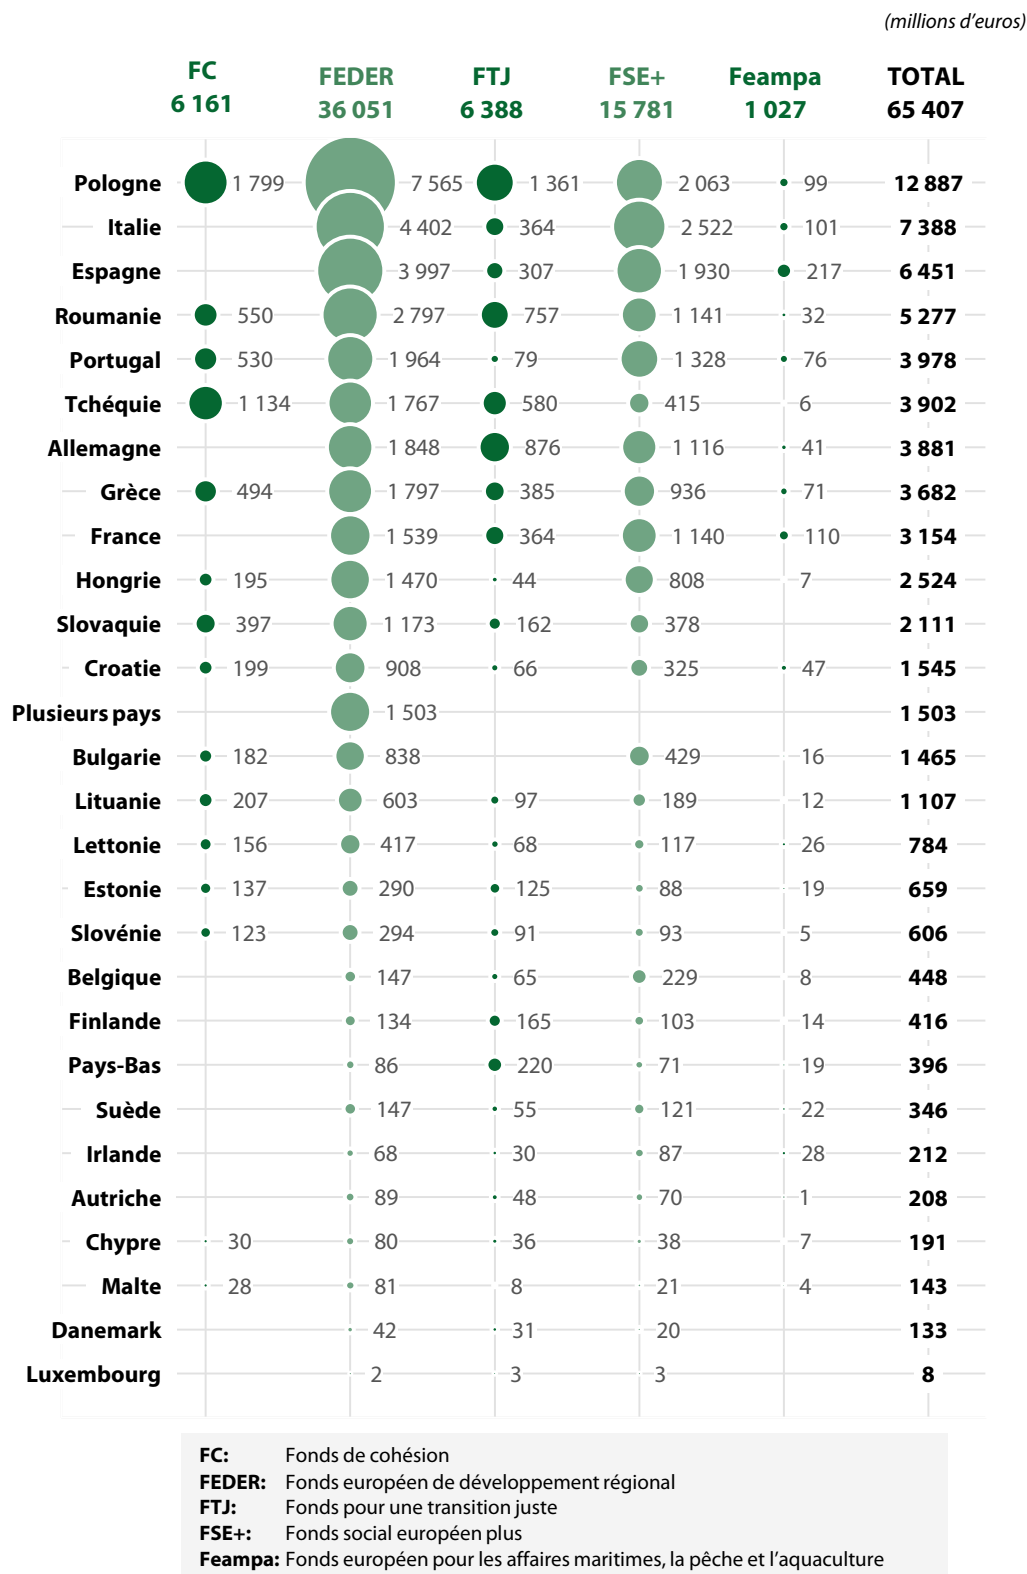 (millions d'euros)
FC FEDER FTJ FSE+ Feampa TOTAL
6 161 36 051 6 388 15 781 1 027 65 407
Pologne 1 799 7 565 1 361 2 063 99 12 887
Italie 4 402 364 2 522 101 7 388
Espagne 3 997 307 1 930 217 6 451
Roumanie 550 2 797 757 1 141 32 5 277
Portugal 530 1 964 79 1 328 76 3 978
Tchéquie 1 134 1 767 580 415 6 3 902
Allemagne 1 848 876 1 116 41 3 881
Grèce 494 1 797 385 936 71 3 682
France 1 539 364 1 140 110 3 154
Hongrie 195 1 470 44 808 7 2 524
Slovaquie 397 1 173 162 378 2 111
Croatie 199 908 66 325 47 1 545
Plusieurs pays 1 503 1 503
Bulgarie 182 838 429 16 1 465
Lituanie 207 603 97 189 12 1 107
Lettonie 156 417 68 117 26 784
Estonie 137 290 125 88 19 659
Slovénie 123 294 91 93 5 606
Belgique 147 65 229 8 448
Finlande 134 165 103 14 416
Pays-Bas 86 220 71 19 396
Suède 147 55 121 22 346
Irlande 68 30 87 28 212
Autriche 89 48 70 1 208
Chypre 30 80 36 38 7 191
Malte 28 81 8 21 4 143
Danemark 42 31 20 133
Luxembourg 2 3 3 8
FC: Fonds de cohésion
FEDER: Fonds européen de développement régional
FTJ: Fonds pour une transition juste
FSE+: Fonds social européen plus
Feampa: Fonds européen pour les affaires maritimes, la pêche et l'aquaculture